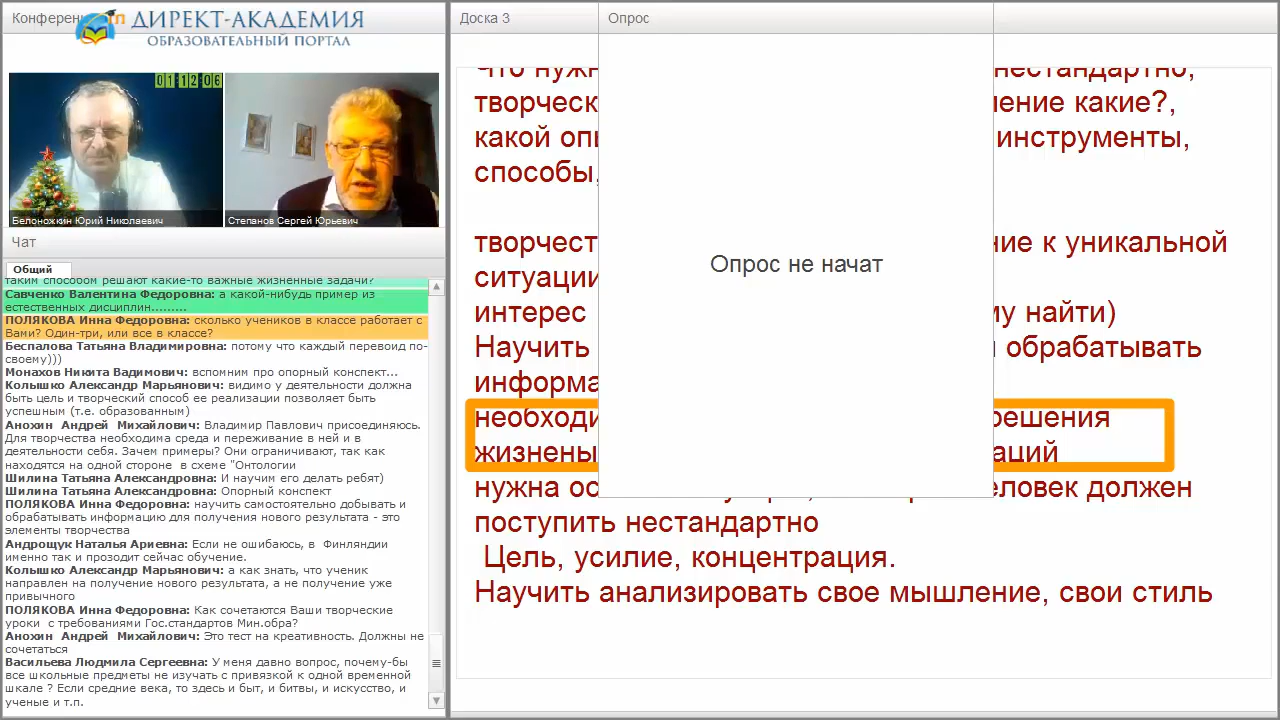 Конферен
ДИРЕКТ-АКАДЕМИЯ
ОБРАЗОВАТЕЛЬНЫЙ ПОРТАЛ
01:12:06
Белоножкин Юрий Николаевич
Степанов Сергей Юрьевич
Чат
Общий
таким способом решают какие-то важные жизненные задачи?
Савченко Валентина Федоровна: а какой-нибудь пример из
естественных дисциплин.........
ПОЛЯКОВА Инна Федоровна: сколько учеников в классе работает с
Вами? Один-три, или все в классе?
Беспалова Татьяна Владимировна: потому что каждый перевоид по-
своему)))
Монахов Никита Вадимович: вспомним про опорный конспект...
Колышко Александр Марьянович: видимо у деятельности должна
быть цель и творческий способ ее реализации позволяет быть
успешным (т.е. образованным)
Анохин Андрей Михайлович: Владимир Павлович присоединяюсь.
Для творчества необходима среда и переживание в ней и в
деятельности себя. Зачем примеры? Они ограничивают, так как
находятся на одной стороне в схеме "Онтологии
Шилина Татьяна Александровна: И научим его делать ребят)
Шилина Татьяна Александровна: Опорный конспект
ПОЛЯКОВА Инна Федоровна: научить самостоятельно добывать и
обрабатывать информацию для получения нового результата - это
элементы творчества
Андрощук Наталья Ариевна: Если не ошибаюсь, в Финляндии
именно так и проводит сейчас обучение.
Колышко Александр Марьянович: а как знать, что ученик
направлен на получение нового результата, а не получение уже
привычного
ПОЛЯКОВА Инна Федоровна: Как сочетаются Ваши творческие
уроки с требованиями Гос.стандартов Мин.обра?
Анохин Андрей Михайлович: Это тест на креативность. Должны не
сочетаться
Васильева Людмила Сергеевна: У меня давно вопрос, почему-бы
все школьные предметы не изучать с привязкой к одной временной
шкале ? Если средние века, то здесь и быт, и битвы, и искусство, и
ученые и т.п.
Доска 3
Опрос
Опрос не начат
Что нужн нестандартно,
творческ ление какие?,
какой опы инструменты,
способы,
творчест ние к уникальной
ситуации
интерес му найти)
Научить обрабатывать
информа
необходи решения
жизнены аций
нужна ос еловек должен
поступить нестандартно
Цель, усилие, концентрация.
Научить анализировать свое мышление, свои стиль